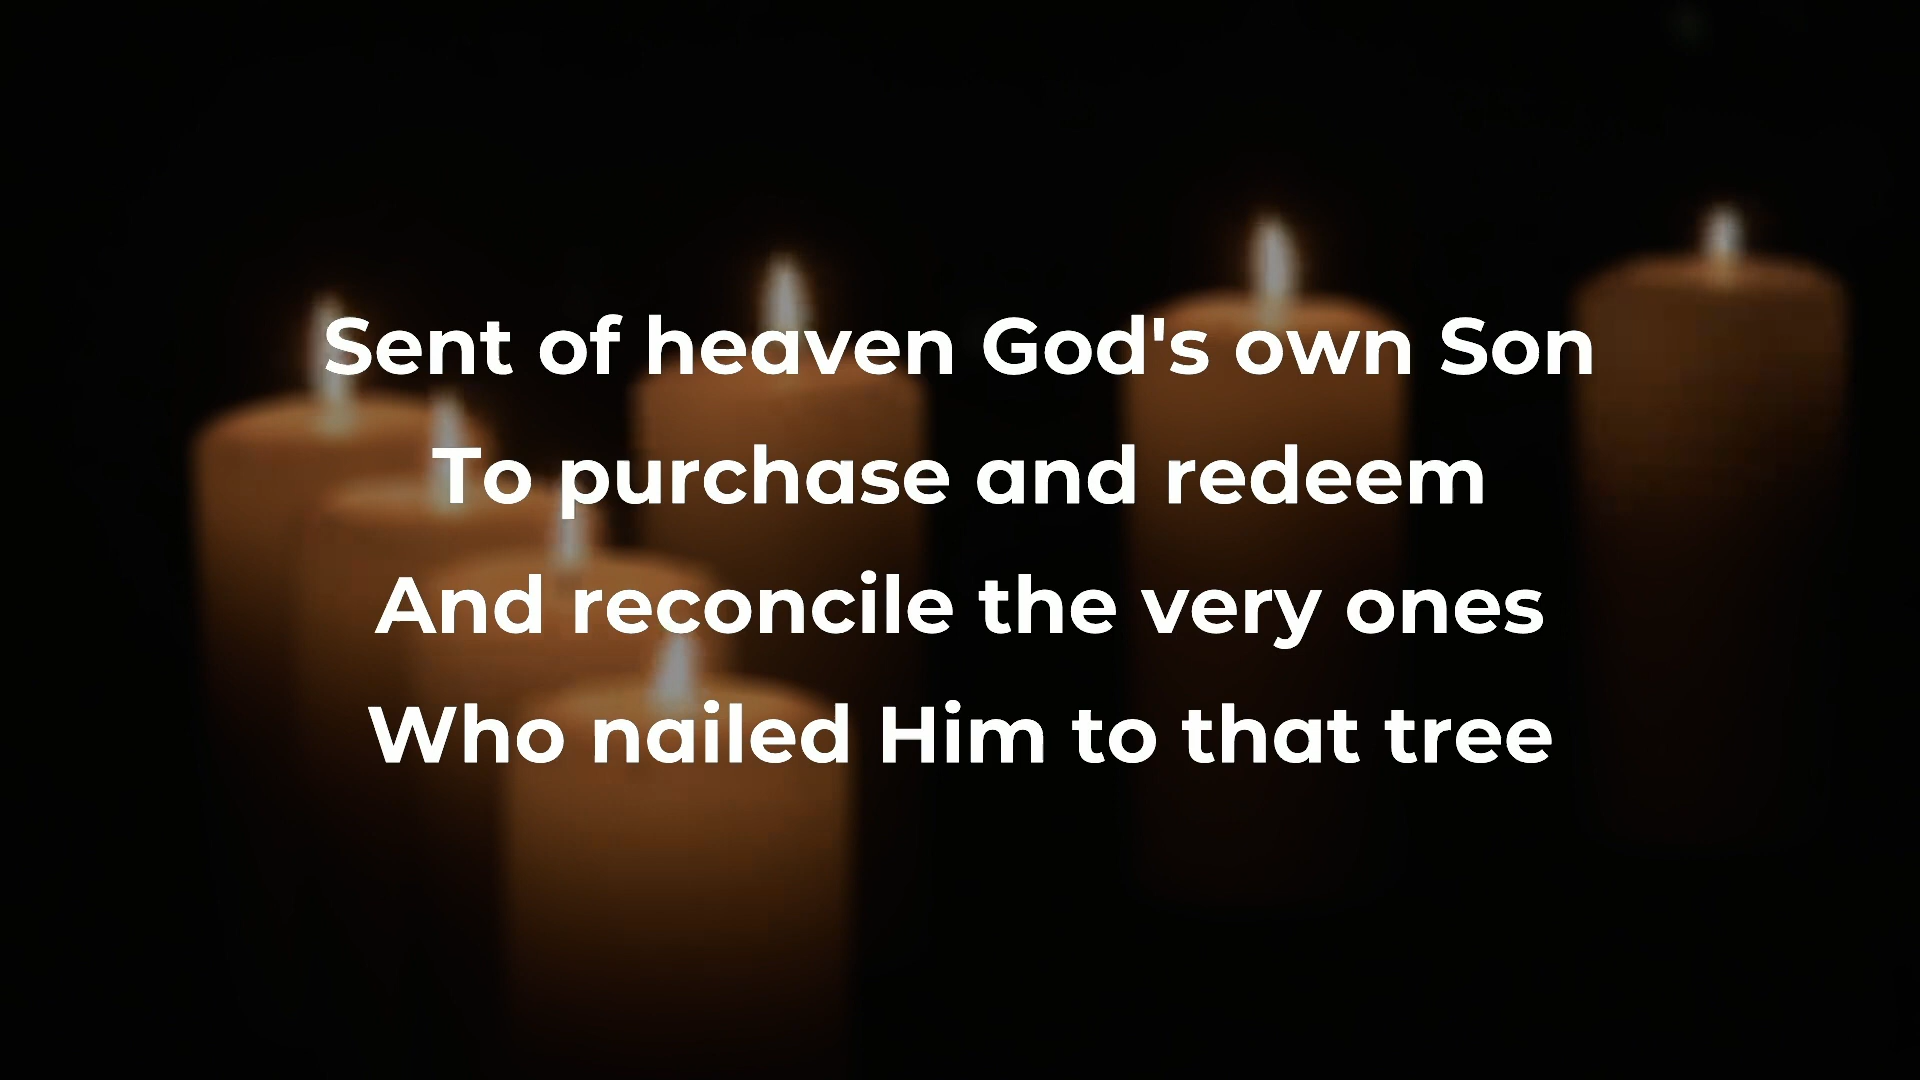 Sent of heaven God's own Son
To purchase and redeem
And reconcile the very ones
Who nailed Him to that tree